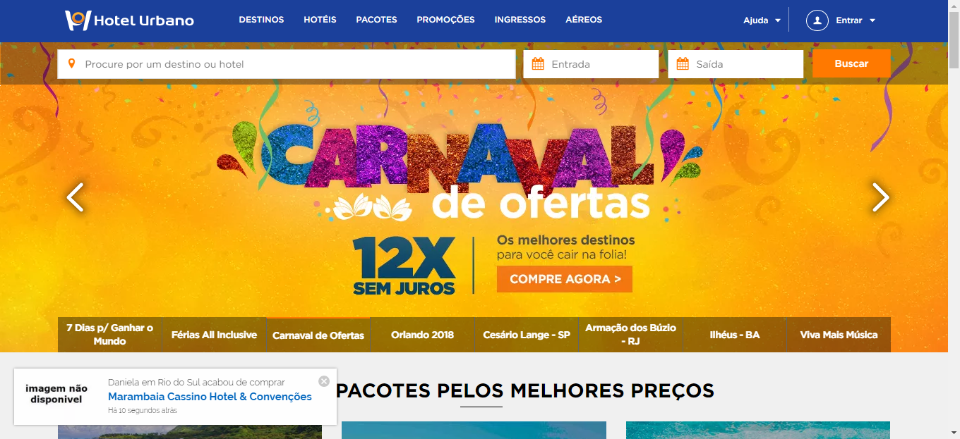 Hotel Urbano
DESTINOS HOTÉIS PACOTES PROMOÇÕES INGRESSOS AÉREOS Ajuda Entrar
Procure por um destino ou hotel Entrada Saída Buscar
CARNAVAL
de ofertas
12X
SEM JUROS
Os melhores destinos
para você cair na folia!
COMPRE AGORA >
7 Dias p/ Ganhar o
Mundo
Férias All Inclusive
Carnaval de Ofertas
Orlando 2018
Cesário Lange - SP
Armação dos Búzio
- RJ
Ilhéus - BA
Viva Mais Música
PACOTES PELOS MELHORES PREÇOS
imagem não
disponivel
Daniela em Rio do Sul acabou de comprar
Marambaia Cassino Hotel & Convenções
Há 10 segundos atrás